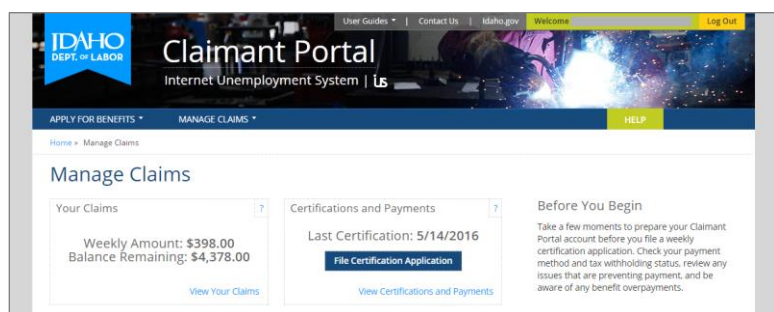 User Guides | Contact Us | Idaho.gov Welcome Log Out
IDAHO
DEPT. OF LABOR
Claimant Portal
Internet Unemployment System | iUS
APPLY FOR BENEFITS MANAGE CLAIMS HELP
Home » Manage Claims
Manage Claims
Your Claims ?
Weekly Amount: $398.00
Balance Remaining: $4,378.00
View Your Claims
Certifications and Payments ?
Last Certification: 5/14/2016
File Certification Application
View Certifications and Payments
Before You Begin
Take a few moments to prepare your Claimant
Portal account before you file a weekly
certification application. Check your payment
method and tax withholding status, review any
issues that are preventing payment, and be
aware of any benefit overpayments.